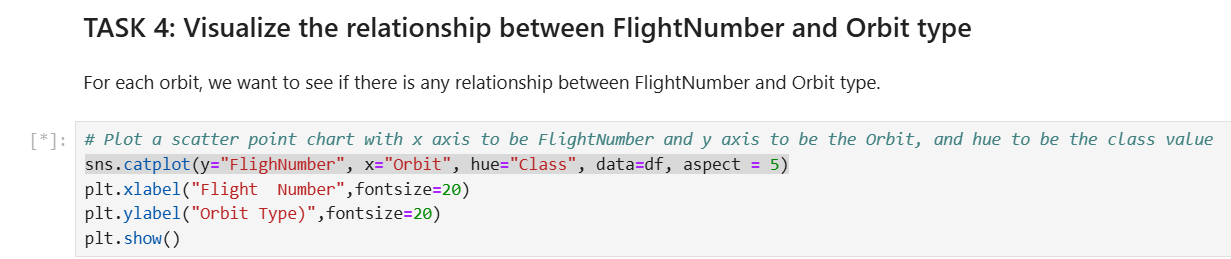 TASK 4: Visualize the relationship between FlightNumber and Orbit type
For each orbit, we want to see if there is any relationship between FlightNumber and Orbit type.
[*]: # Plot a scatter point chart with x axis to be FlightNumber and y axis to be the Orbit, and hue to be the class value
sns.catplot(y="FlighNumber", x="Orbit", hue="Class", data=df, aspect = 5)
plt.xlabel("Flight  Number",fontsize=20)
plt.ylabel("Orbit Type)",fontsize=20)
plt.show()